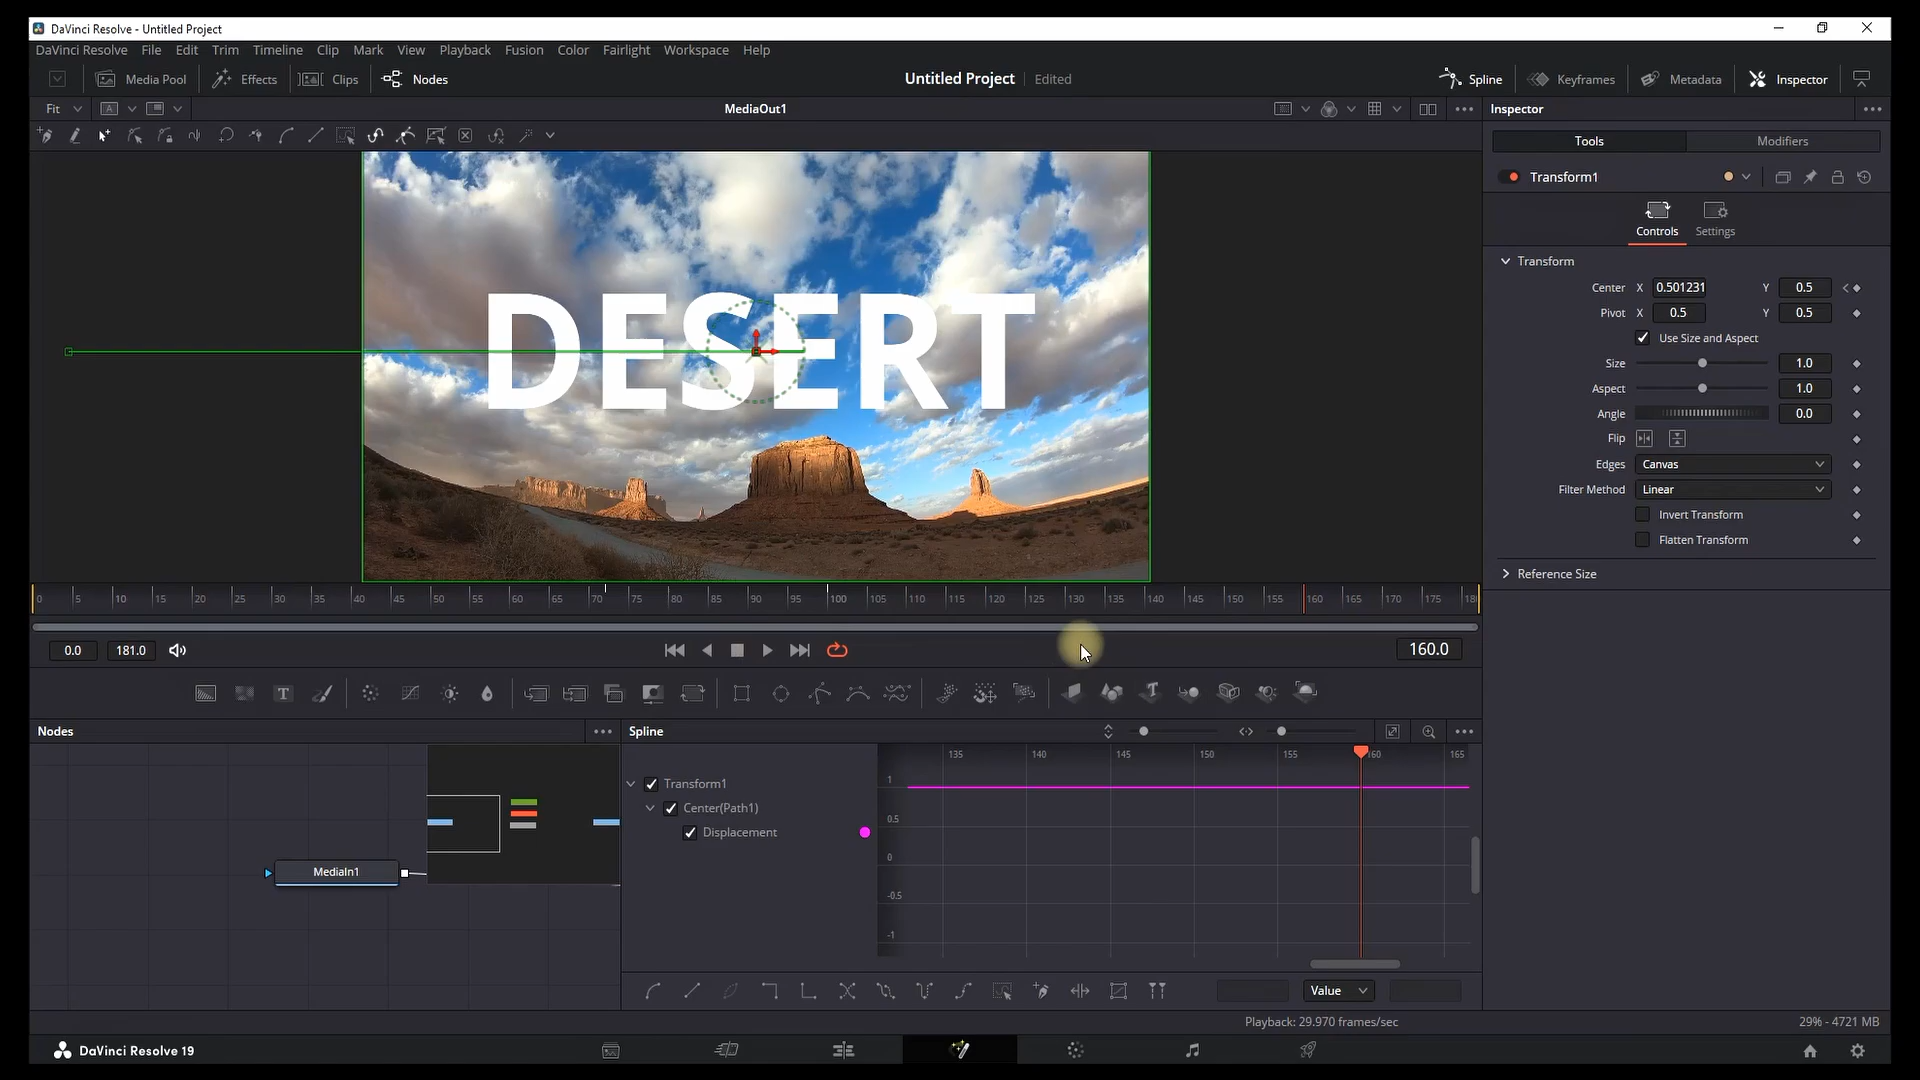 DaVinci Resolve - Untitled Project
DaVinci Resolve File Edit Trim Timeline Clip Mark View Playback Fusion Color Fairlight Workspace Help
Media Pool Effects Clips Nodes Untitled Project Edited Spline Keyframes Metadata Inspector
Fit A MediaOut1 Inspector
Tools Modifiers
Transform1
Controls Settings
Transform
Center X 0.501231 Y 0.5
Pivot X 0.5 Y 0.5
Use Size and Aspect
Size 1.0
Aspect 1.0
Angle 0.0
Flip
Edges Canvas
Filter Method Linear
Invert Transform
Flatten Transform
Reference Size
DESERT
0 5 10 15 20 25 30 35 40 45 50 55 60 65 70 75 80 85 90 95 100 105 110 115 120 125 130 135 140 145 150 155 160 165 170 175 18
0.0 181.0 160.0
Nodes Spline
135 140 145 150 155 160 165
Transform1
Center(Path1)
Displacement
1
0.5
0
-0.5
-1
MediaIn1
Value
Playback: 29.970 frames/sec 29% - 4721 MB
DaVinci Resolve 19